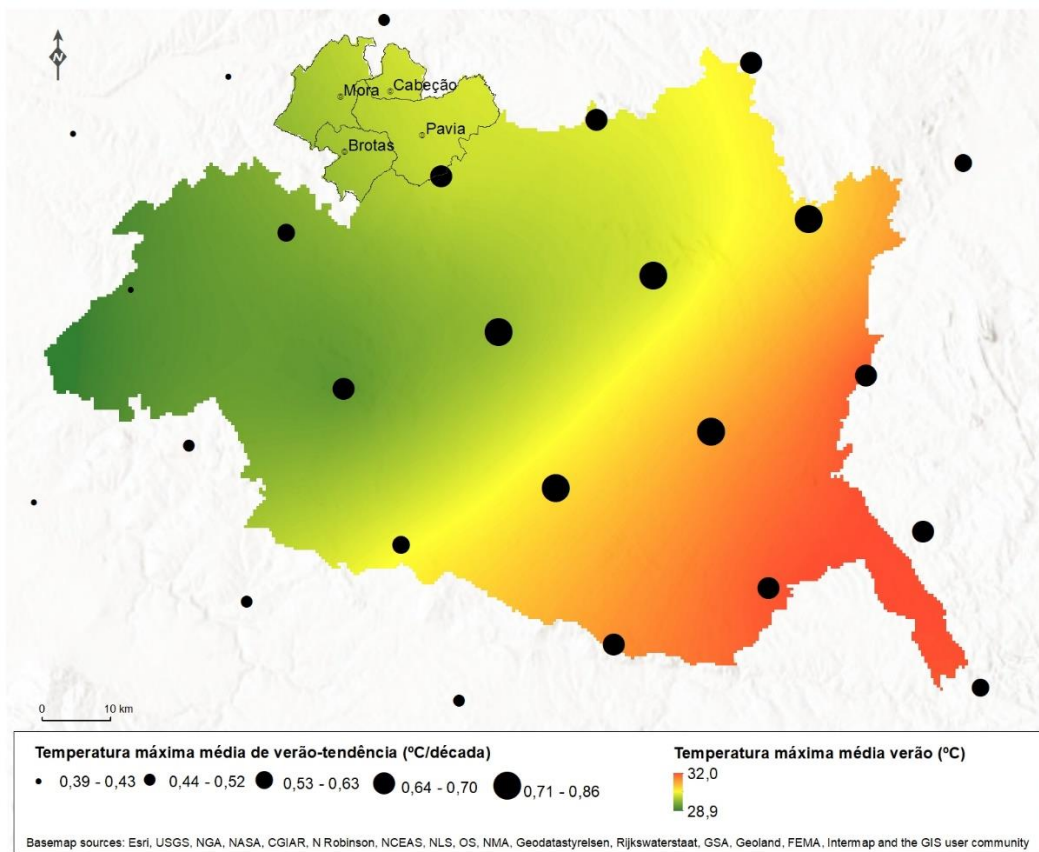 N
Cabeção
Mora
Pavia
Brotas
0 10 km
Temperatura máxima média de verão-tendência (ºC/década)
0,39 - 0,43 0,44 - 0,52 0,53 - 0,63 0,64 - 0,70 0,71 - 0,86
Temperatura máxima média verão (ºC)
32,0
28,9
Basemap sources: Esri, USGS, NGA, NASA, CGIAR, N Robinson, NCEAS, NLS, OS, NMA, Geodatastyrelsen, Rijkswaterstaat, GSA, Geoland, FEMA, Intermap and the GIS user community